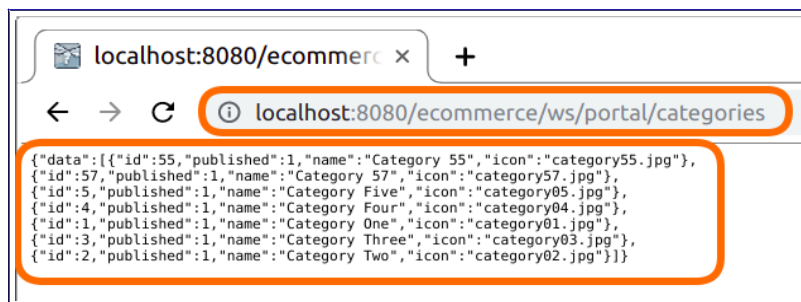 localhost:8080/ecommerc
localhost:8080/ecommerce/ws/portal/categories
{"data":[{"id":55,"published":1,"name":"Category 55","icon":"category55.jpg"},
{"id":57,"published":1,"name":"Category 57","icon":"category57.jpg"},
{"id":5,"published":1,"name":"Category Five","icon":"category05.jpg"},
{"id":4,"published":1,"name":"Category Four","icon":"category04.jpg"},
{"id":1,"published":1,"name":"Category One","icon":"category01.jpg"},
{"id":3,"published":1,"name":"Category Three","icon":"category03.jpg"},
{"id":2,"published":1,"name":"Category Two","icon":"category02.jpg"}]}